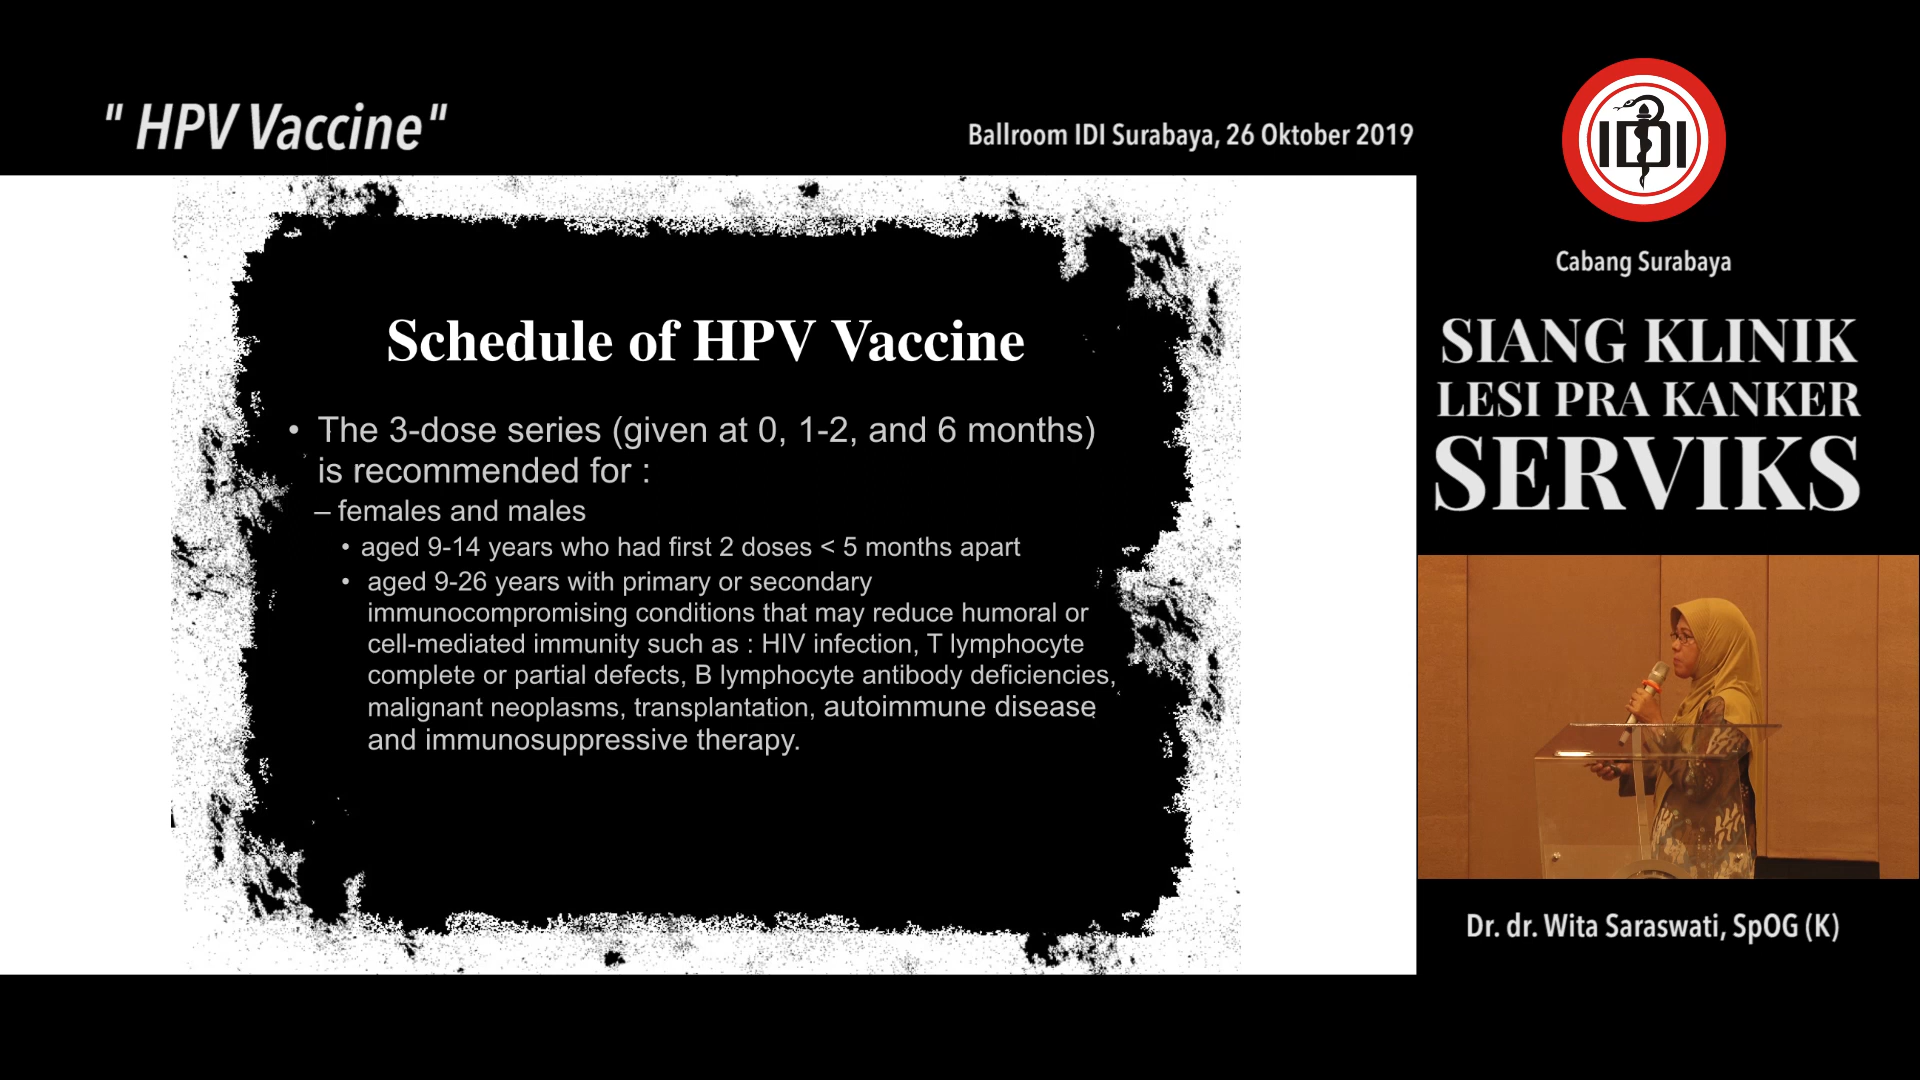 " HPV Vaccine"
Ballroom IDI Surabaya, 26 Oktober 2019
IDI
Cabang Surabaya
SIANG KLINIK
LESI PRA KANKER
SERVIKS
Schedule of HPV Vaccine
• The 3-dose series (given at 0, 1-2, and 6 months)
is recommended for :
– females and males
• aged 9-14 years who had first 2 doses < 5 months apart
• aged 9-26 years with primary or secondary
immunocompromising conditions that may reduce humoral or
cell-mediated immunity such as : HIV infection, T lymphocyte
complete or partial defects, B lymphocyte antibody deficiencies,
malignant neoplasms, transplantation, autoimmune disease
and immunosuppressive therapy.
Dr. dr. Wita Saraswati, SpOG (K)